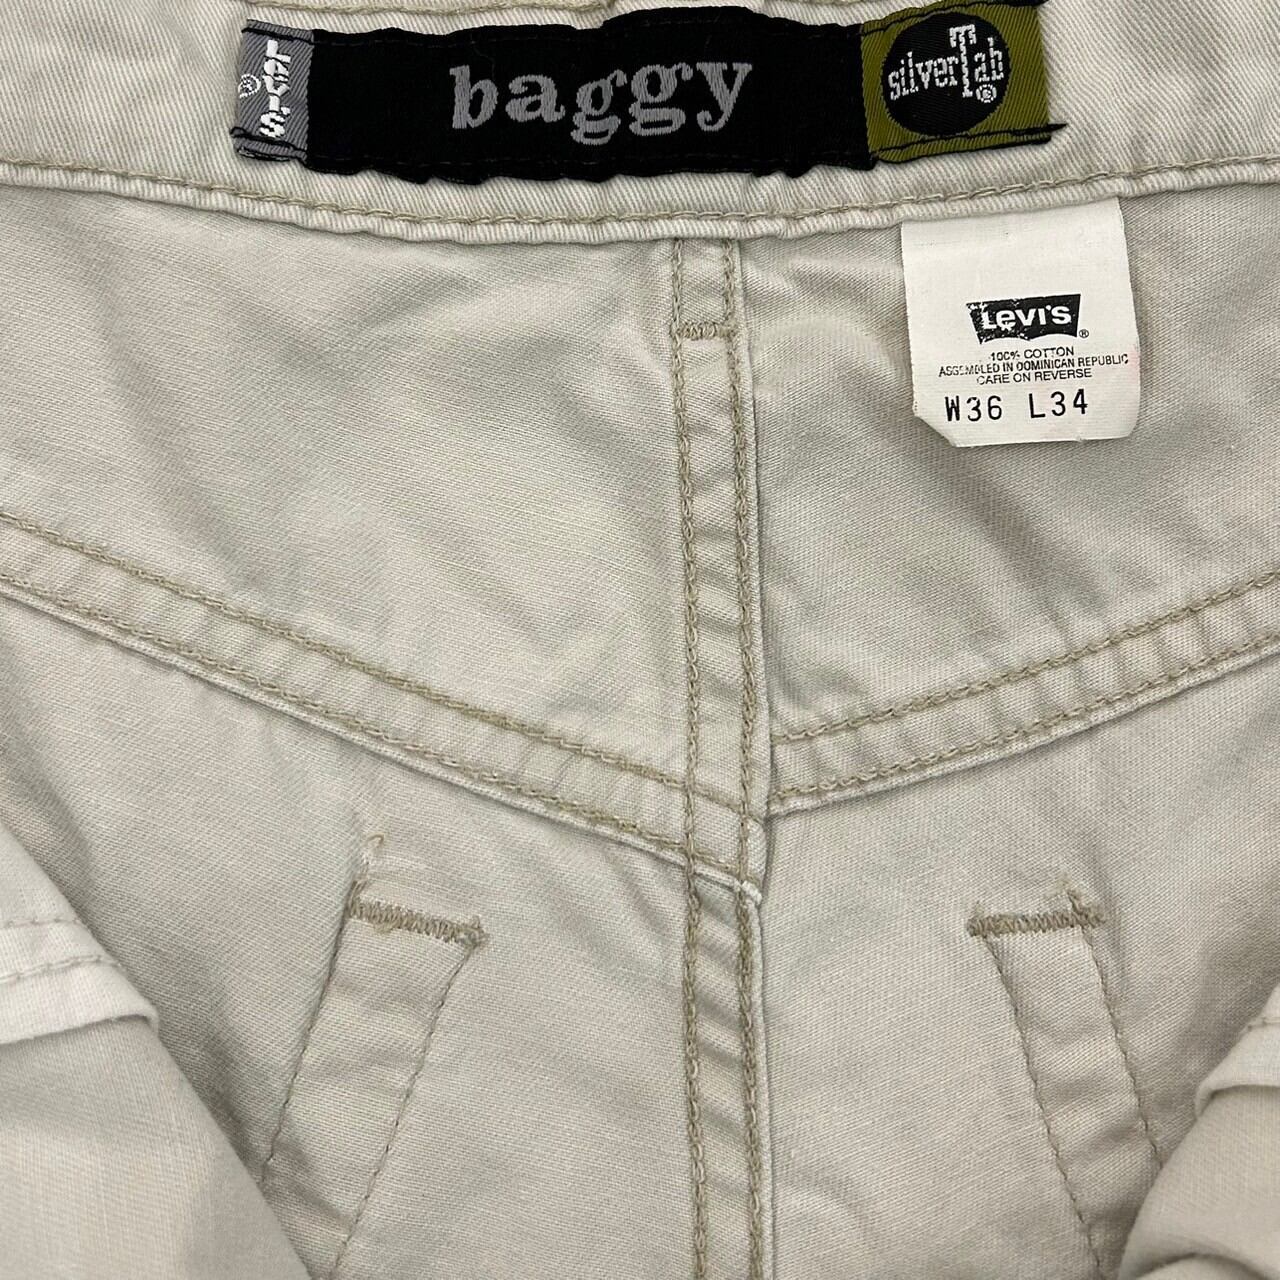 Levi's®
baggy
silverTab®
Levi's®
100% COTTON
ASSEMBLED IN DOMINICAN REPUBLIC
CARE ON REVERSE
W36 L34